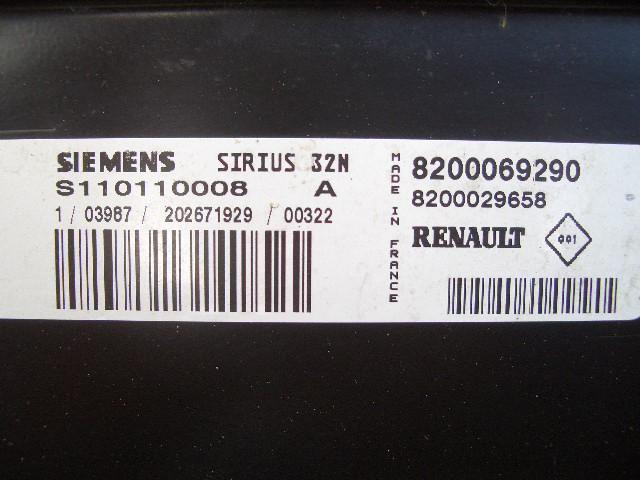 SIEMENS SIRIUS 32N
S110110008 A
1 / 03987 / 202671929 / 00322
MADE IN FRANCE
8200069290
8200029658
RENAULT 001